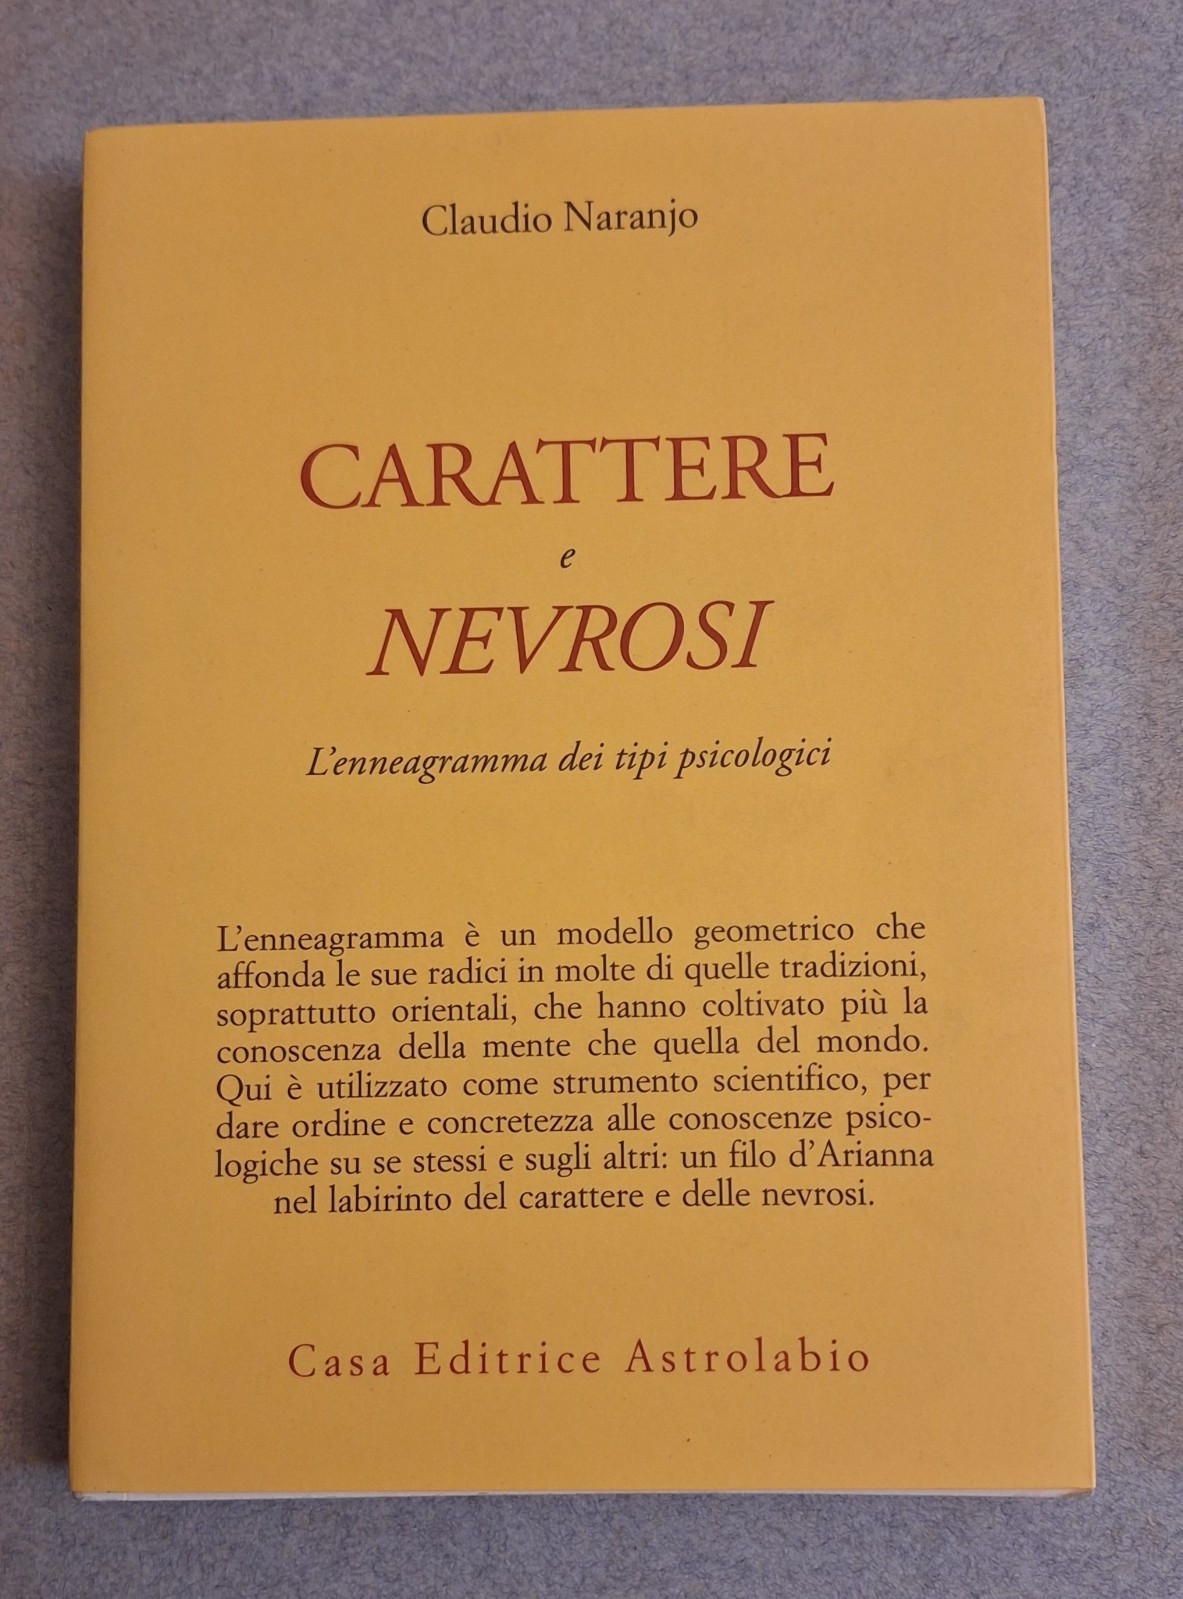 Claudio Naranjo
CARATTERE
e
NEVROSI
L'enneagramma dei tipi psicologici
L'enneagramma è un modello geometrico che
affonda le sue radici in molte di quelle tradizioni,
soprattutto orientali, che hanno coltivato più la
conoscenza della mente che quella del mondo.
Qui è utilizzato come strumento scientifico, per
dare ordine e concretezza alle conoscenze psico-
logiche su se stessi e sugli altri: un filo d'Arianna
nel labirinto del carattere e delle nevrosi.
Casa Editrice Astrolabio